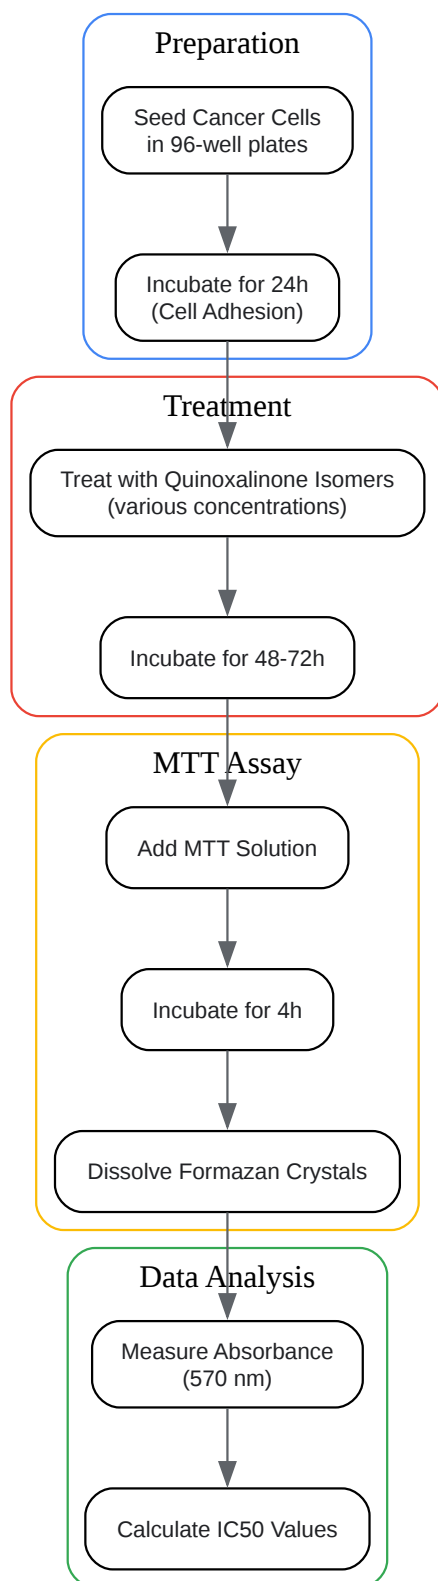 Preparation
Seed Cancer Cells
in 96-well plates
Incubate for 24h
(Cell Adhesion)
Treatment
Treat with Quinoxalinone Isomers
(various concentrations)
Incubate for 48-72h
MTT Assay
Add MTT Solution
Incubate for 4h
Dissolve Formazan Crystals
Data Analysis
Measure Absorbance
(570 nm)
Calculate IC50 Values